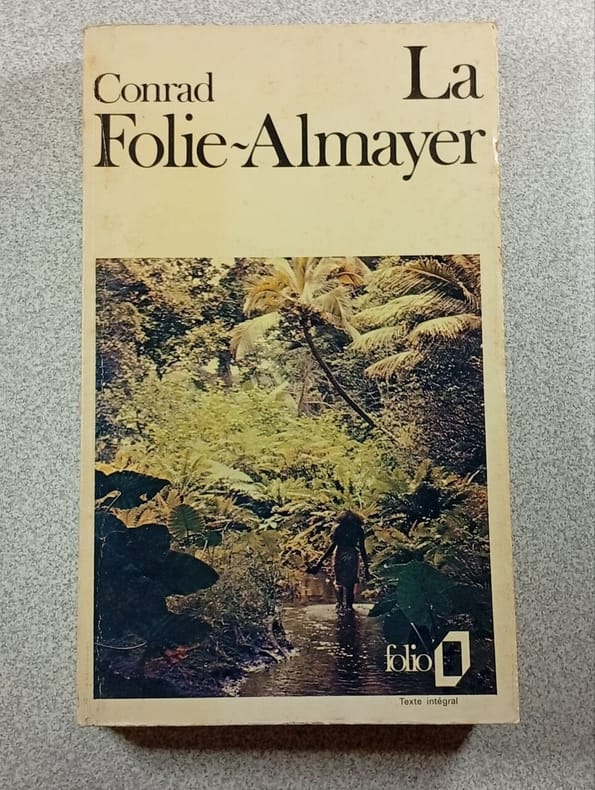 Conrad
La
Folie~Almayer
folio
Texte intégral